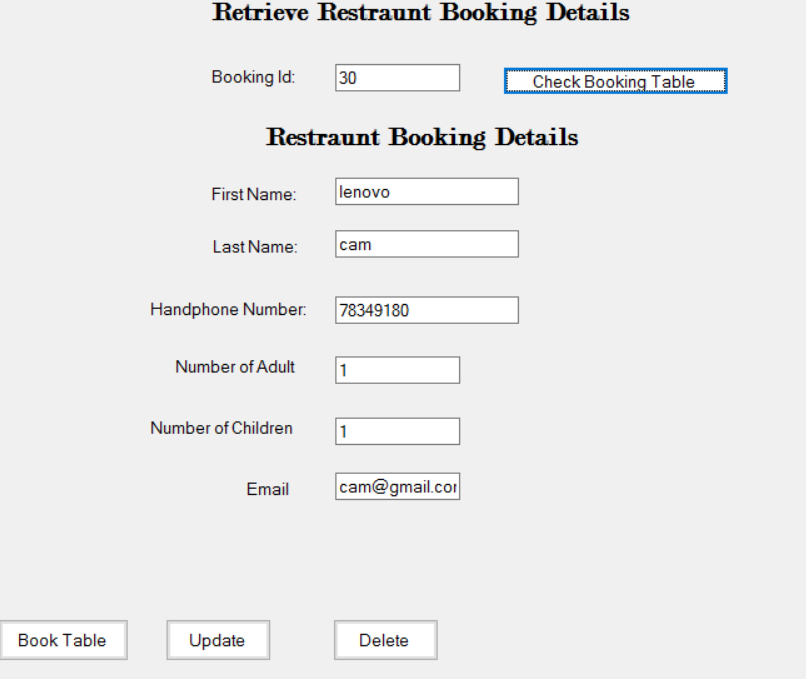 Retrieve Restraunt Booking Details
Booking Id: 30 Check Booking Table
Restraunt Booking Details
First Name: lenovo
Last Name: cam
Handphone Number: 78349180
Number of Adult 1
Number of Children 1
Email cam@gmail.cor
Book Table Update Delete